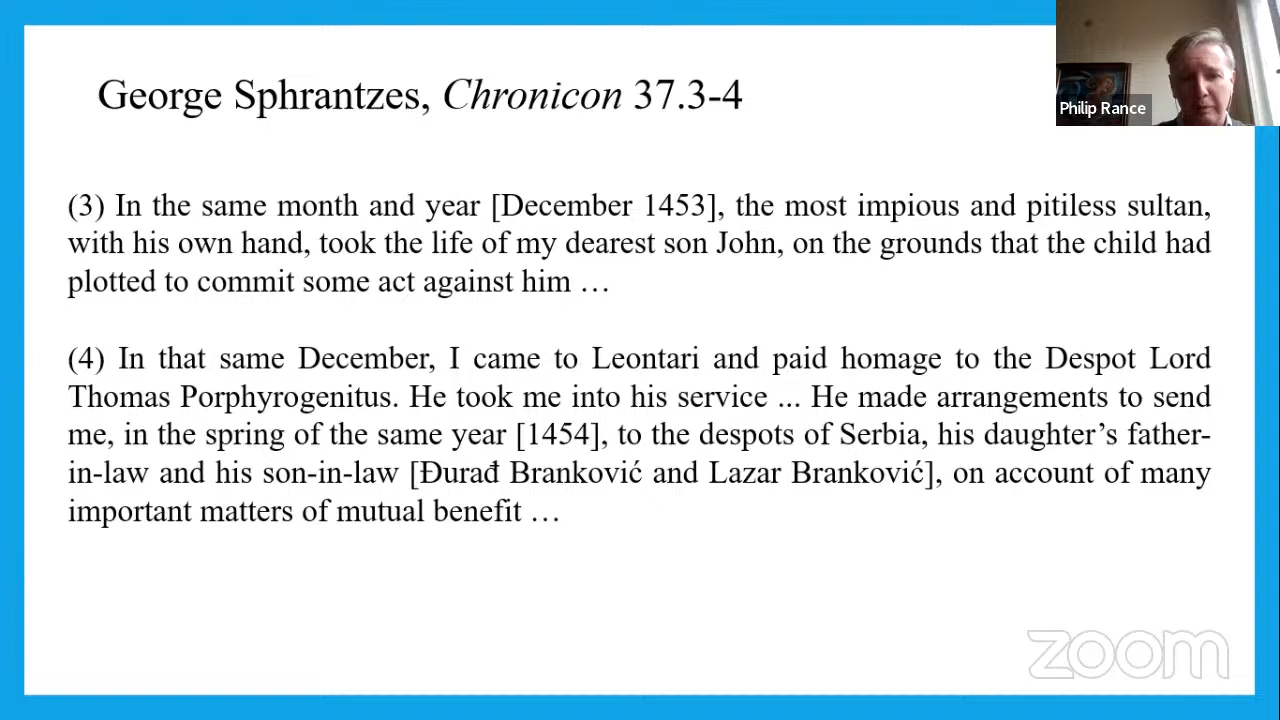 George Sphrantzes, Chronicon 37.3-4
Philip Rance
(3) In the same month and year [December 1453], the most impious and pitiless sultan,
with his own hand, took the life of my dearest son John, on the grounds that the child had
plotted to commit some act against him …
(4) In that same December, I came to Leontari and paid homage to the Despot Lord
Thomas Porphyrogenitus. He took me into his service ... He made arrangements to send
me, in the spring of the same year [1454], to the despots of Serbia, his daughter’s father-
in-law and his son-in-law [Đurađ Branković and Lazar Branković], on account of many
important matters of mutual benefit …
zoom